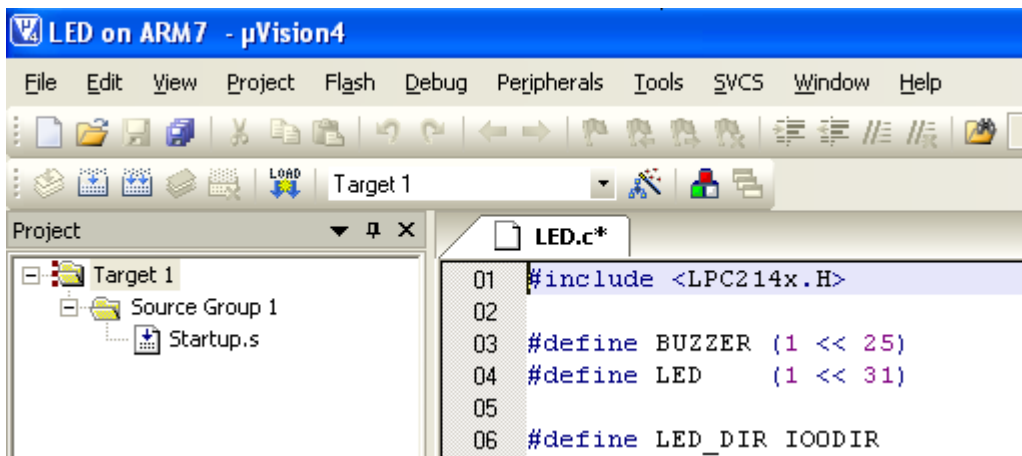 LED on ARM7 - µVision4
File Edit View Project Flash Debug Peripherals Tools SVCS Window Help
LOAD Target 1
Project
LED.c*
Target 1
Source Group 1
Startup.s
01 #include <LPC214x.H>
02
03 #define BUZZER (1 << 25)
04 #define LED (1 << 31)
05
06 #define LED_DIR IO0DIR